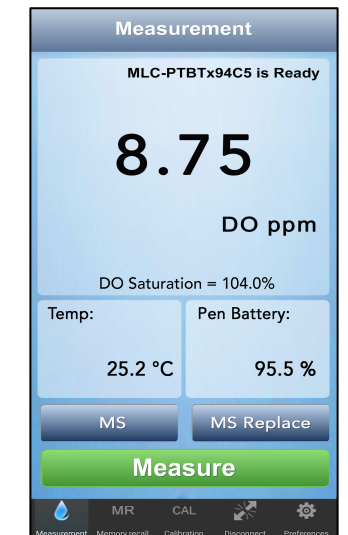 Measurement
MLC-PTBTx94C5 is Ready
8.75
DO ppm
DO Saturation = 104.0%
Temp: Pen Battery:
25.2 °C 95.5 %
MS MS Replace
Measure
MR CAL
Measurement Memory recall Calibration Disconnect Preferences